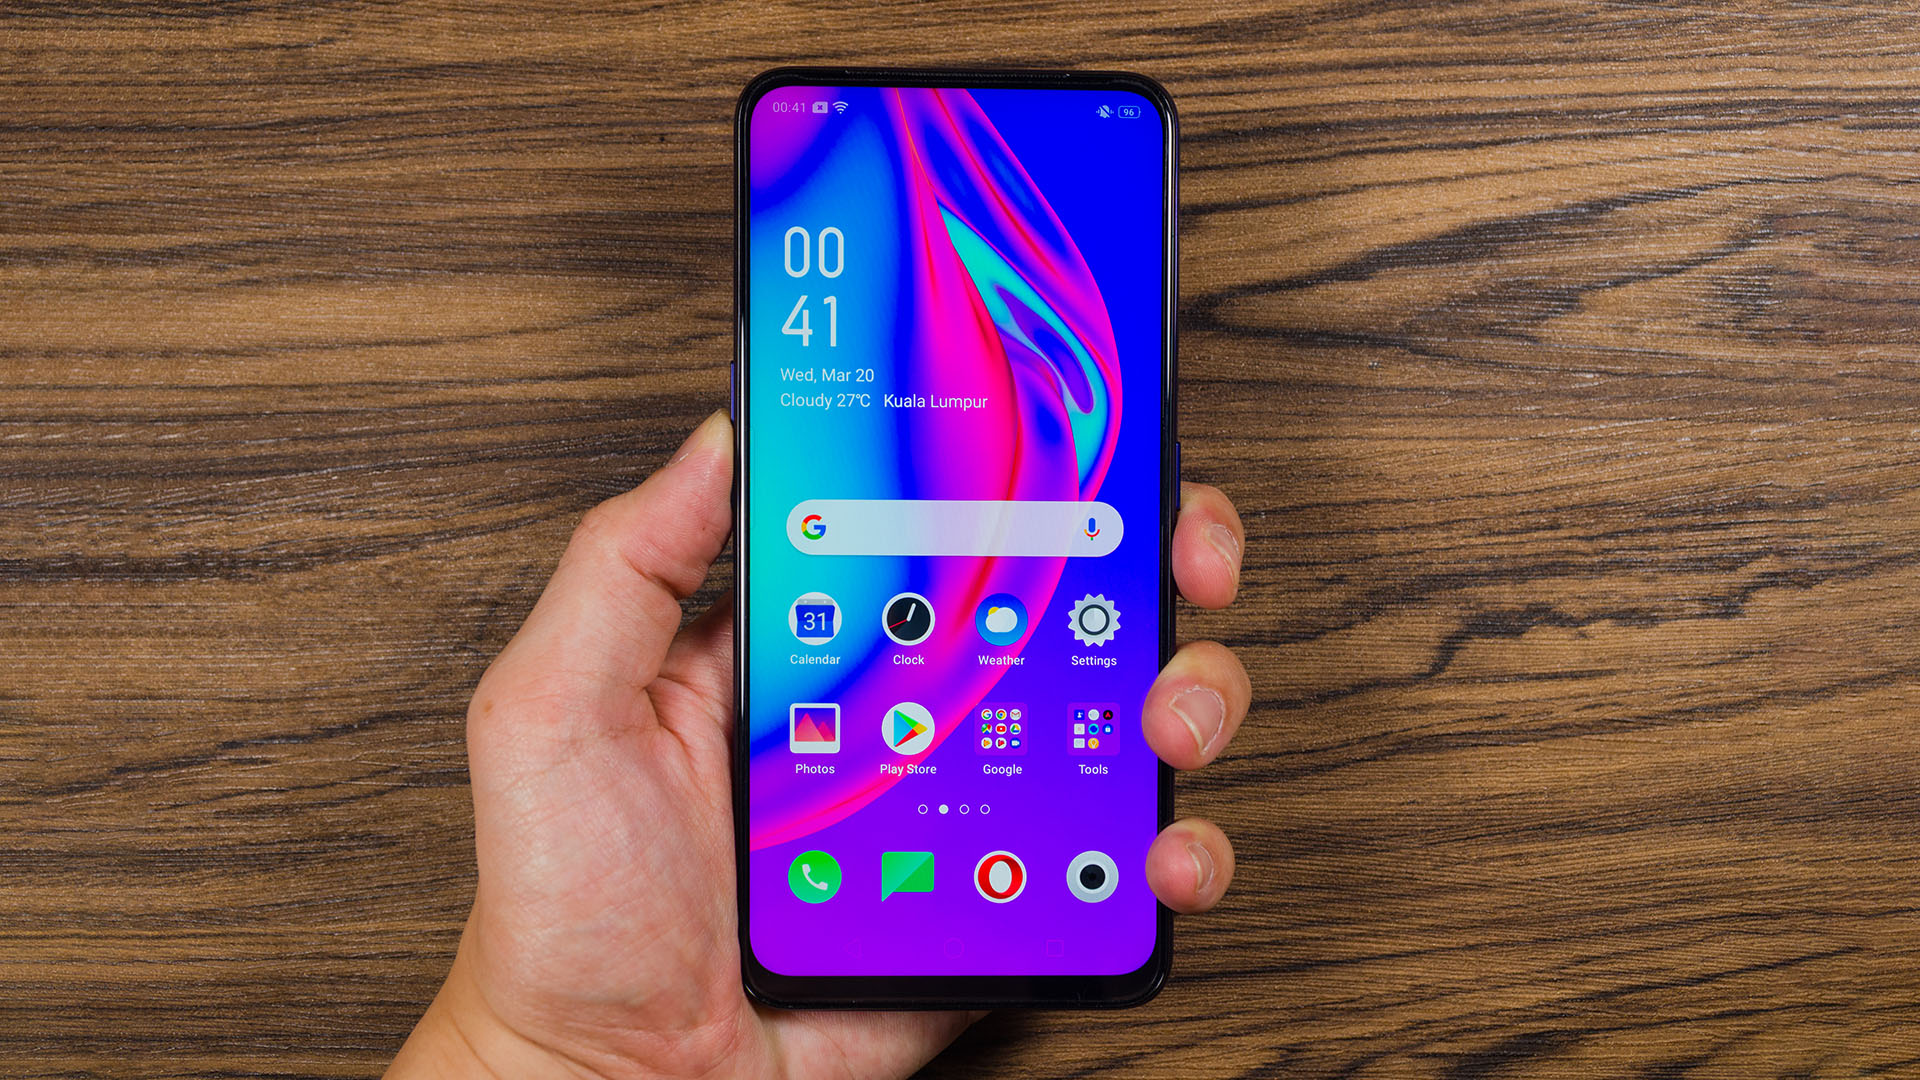 00:41
96
00
41
Wed, Mar 20
Cloudy 27℃ Kuala Lumpur
G
31
Calendar Clock Weather Settings
Photos Play Store Google Tools